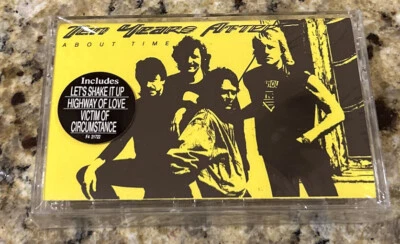 Ten Years After
ABOUT TIME...
Includes
LET'S SHAKE IT UP
HIGHWAY OF LOVE
VICTIM OF
CIRCUMSTANCE